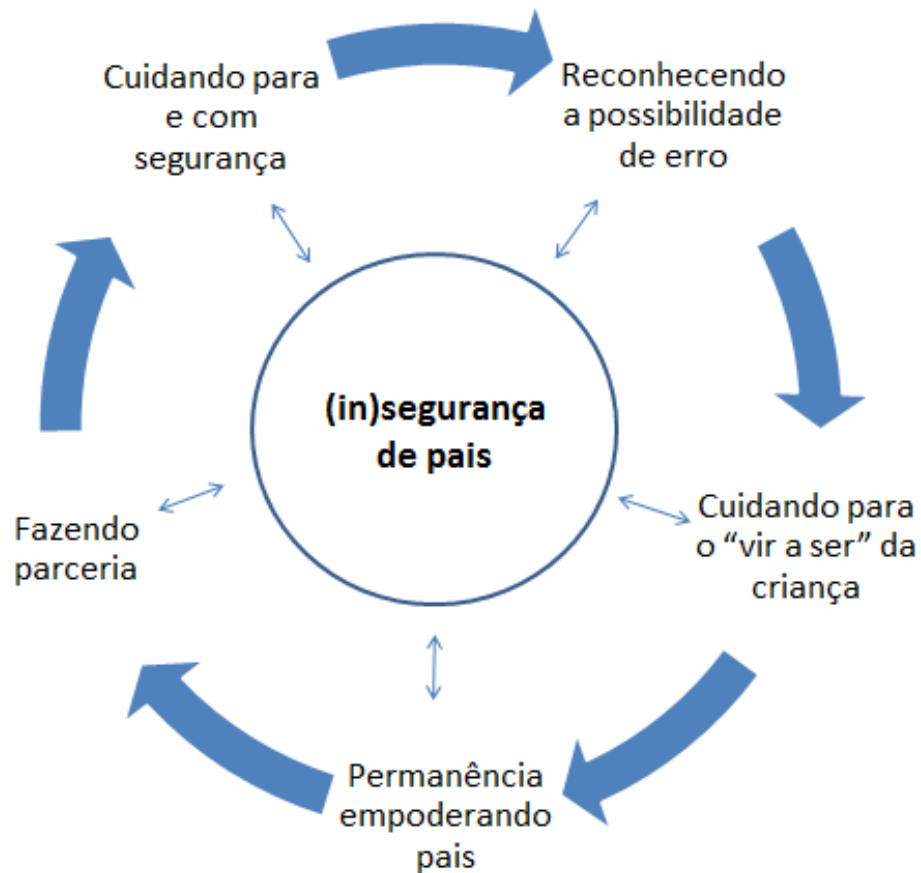 Cuidando para
e com
segurança
Reconhecendo
a possibilidade
de erro
(in)segurança
de pais
Cuidando para
o “vir a ser” da
criança
Permanência
empoderando
pais
Fazendo
parceria